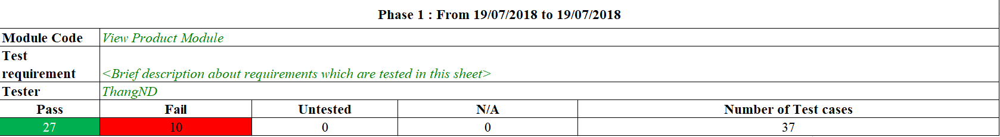 Phase 1 : From 19/07/2018 to 19/07/2018
Module Code View Product Module
Test
requirement <Brief description about requirements which are tested in this sheet>
Tester ThangND
Pass Fail Untested N/A Number of Test cases
27 10 0 0 37